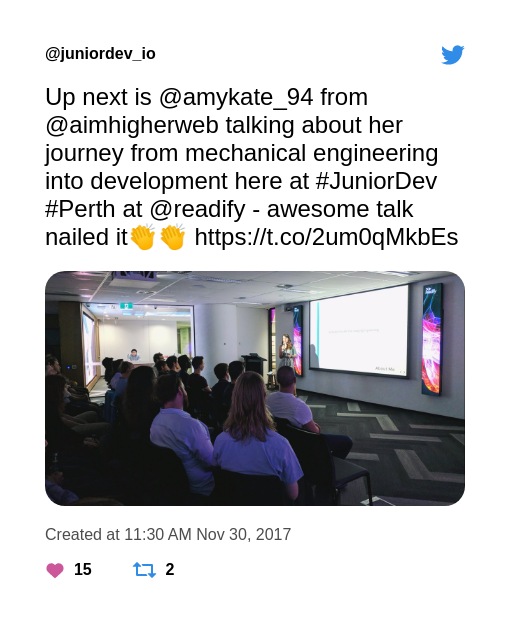 @juniordev_io
Up next is @amykate_94 from
@aimhigherweb talking about her
journey from mechanical engineering
into development here at #JuniorDev
#Perth at @readify - awesome talk
nailed it👏👏 https://t.co/2um0qMkbEs
About Me
Created at 11:30 AM Nov 30, 2017
15 2